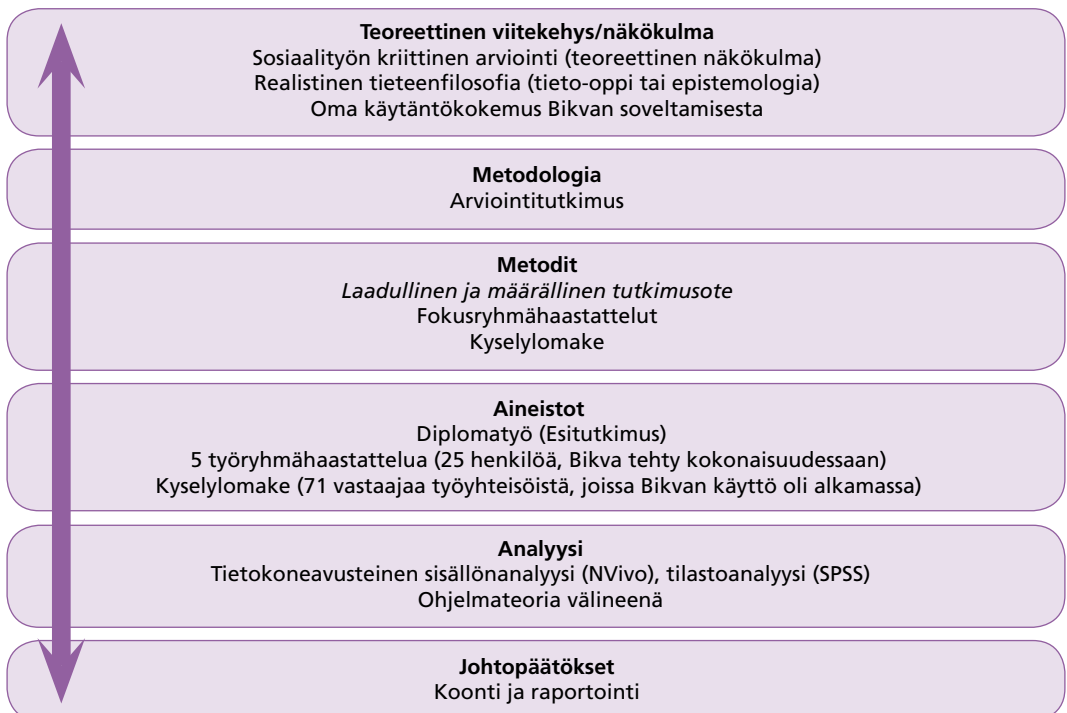 Teoreettinen viitekehys/näkökulma
Sosiaalityön kriittinen arviointi (teoreettinen näkökulma)
Realistinen tieteenfilosofia (tieto-oppi tai epistemologia)
Oma käytäntökokemus Bikvan soveltamisesta
Metodologia
Arviointitutkimus
Metodit
Laadullinen ja määrällinen tutkimusote
Fokusryhmähaastattelut
Kyselylomake
Aineistot
Diplomatyö (Esitutkimus)
5 työryhmähaastattelua (25 henkilöä, Bikva tehty kokonaisuudessaan)
Kyselylomake (71 vastaajaa työyhteisöistä, joissa Bikvan käyttö oli alkamassa)
Analyysi
Tietokoneavusteinen sisällönanalyysi (NVivo), tilastoanalyysi (SPSS)
Ohjelmateoria välineenä
Johtopäätökset
Koonti ja raportointi